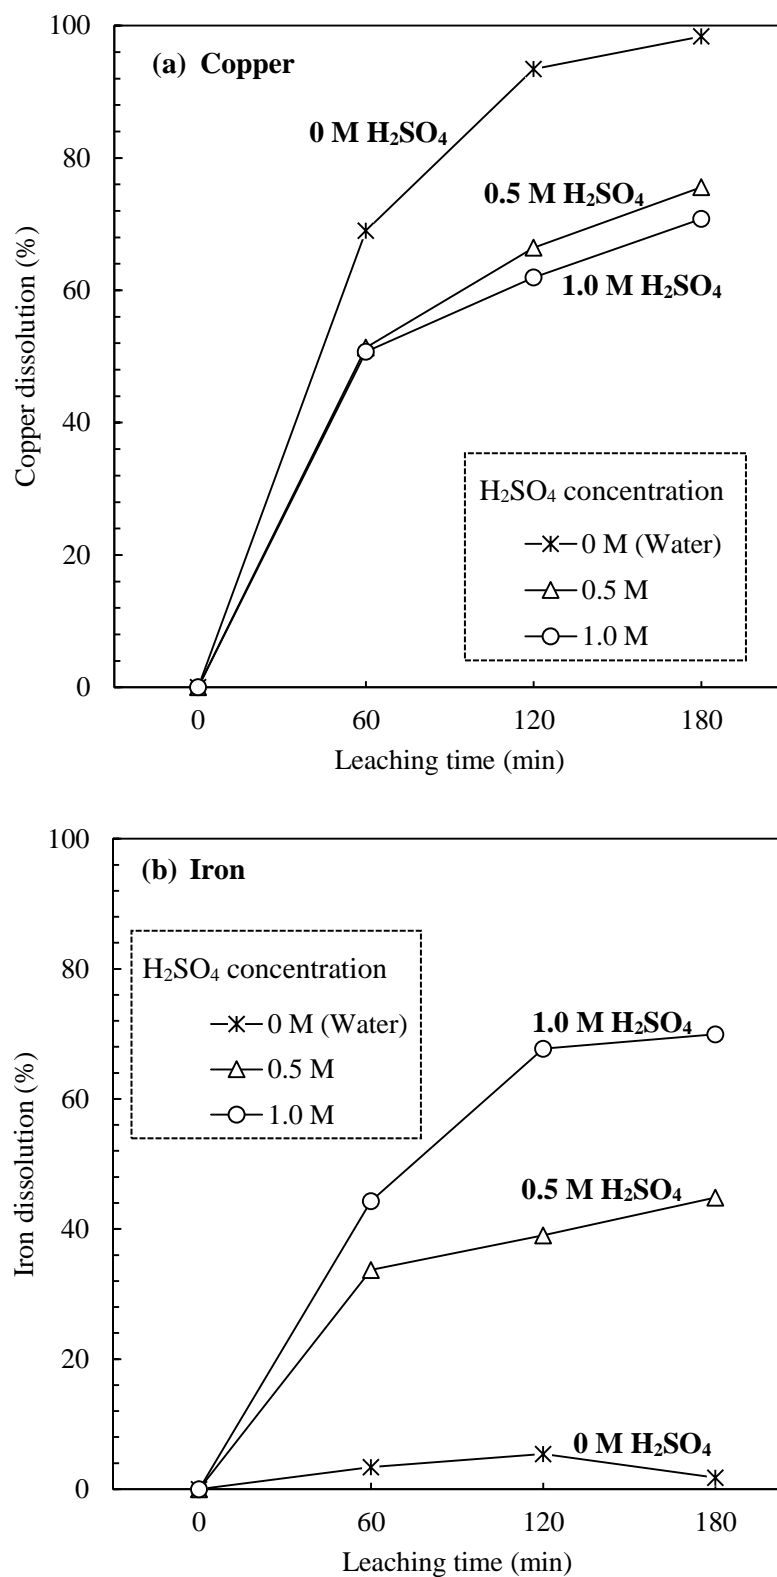 (a) Copper
100
80
60
40
20
0
Copper dissolution (%)
0 M H₂SO₄
0.5 M H₂SO₄
1.0 M H₂SO₄
H₂SO₄ concentration
0 M (Water)
0.5 M
1.0 M
0 60 120 180
Leaching time (min)
(b) Iron
100
80
60
40
20
0
Iron dissolution (%)
H₂SO₄ concentration
0 M (Water)
0.5 M
1.0 M
1.0 M H₂SO₄
0.5 M H₂SO₄
0 M H₂SO₄
0 60 120 180
Leaching time (min)